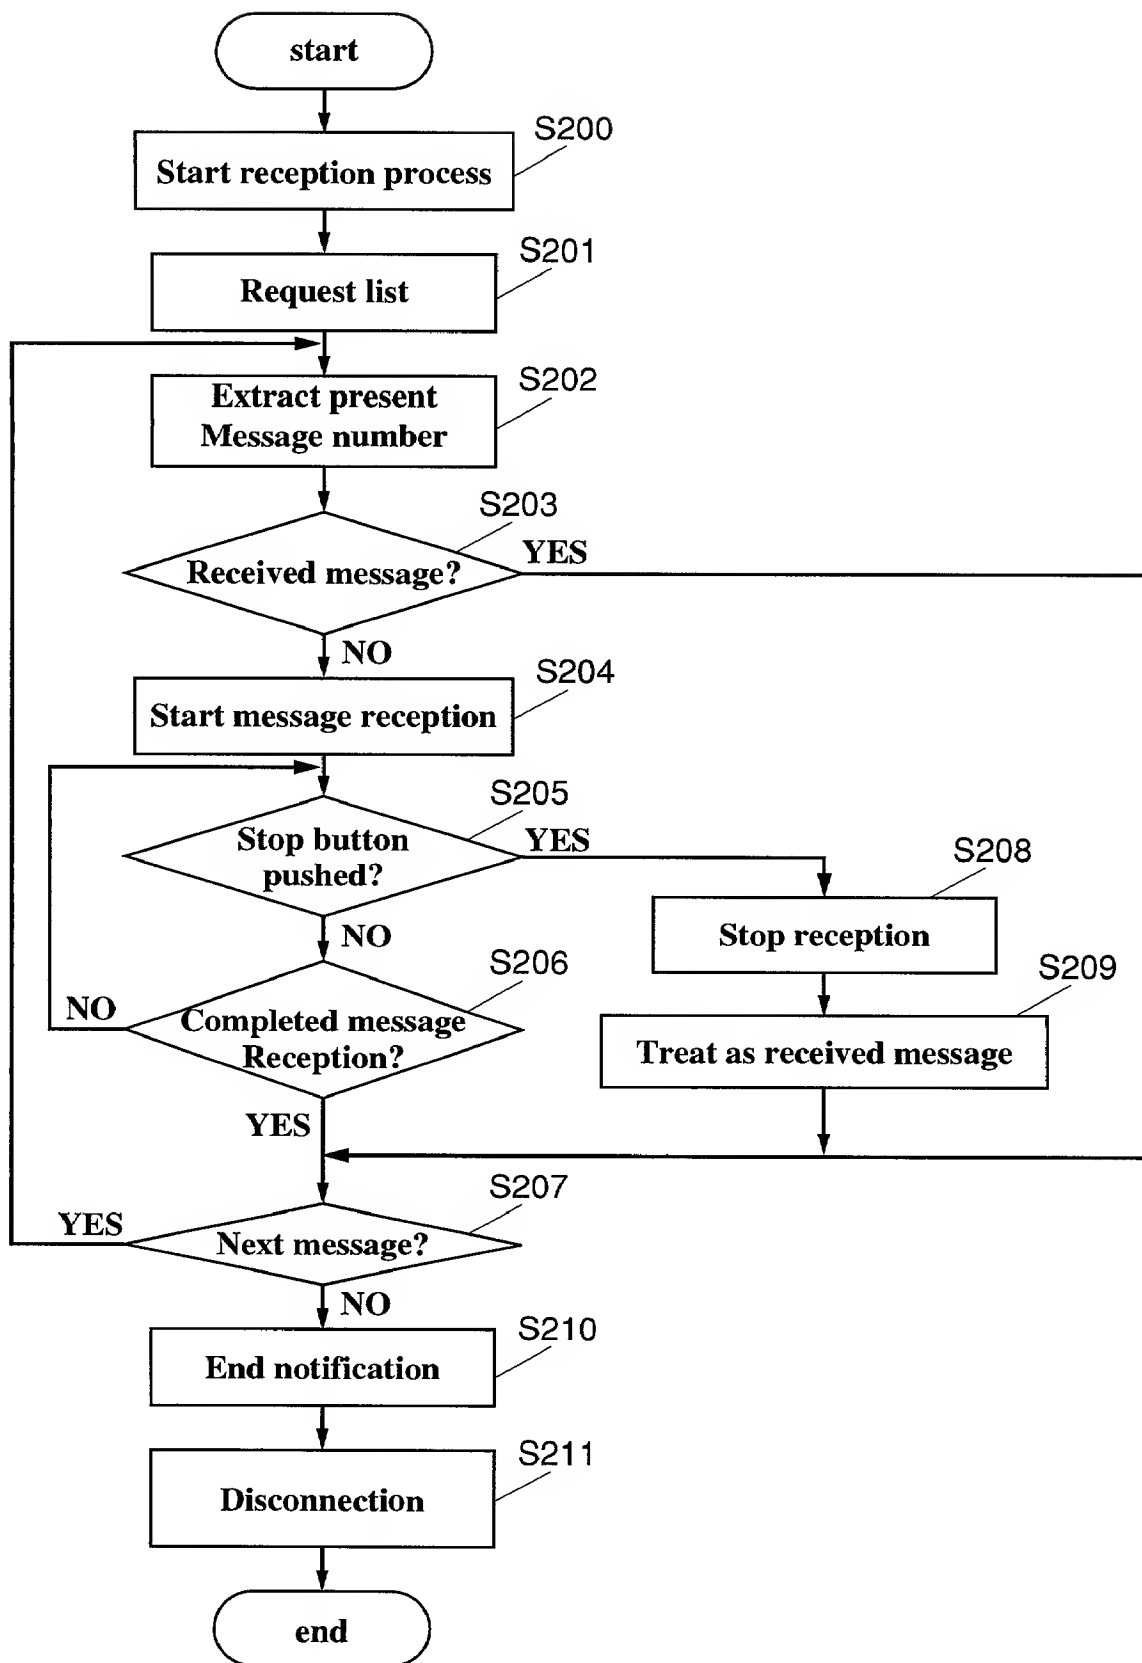 start
S200
Start reception process
S201
Request list
S202
Extract present
Message number
S203
YES
Received message?
NO
S204
Start message reception
S205
YES
Stop button
pushed?
S208
Stop reception
NO
S206
S209
NO
Completed message
Reception?
Treat as received message
YES
S207
YES
Next message?
NO
S210
End notification
S211
Disconnection
end